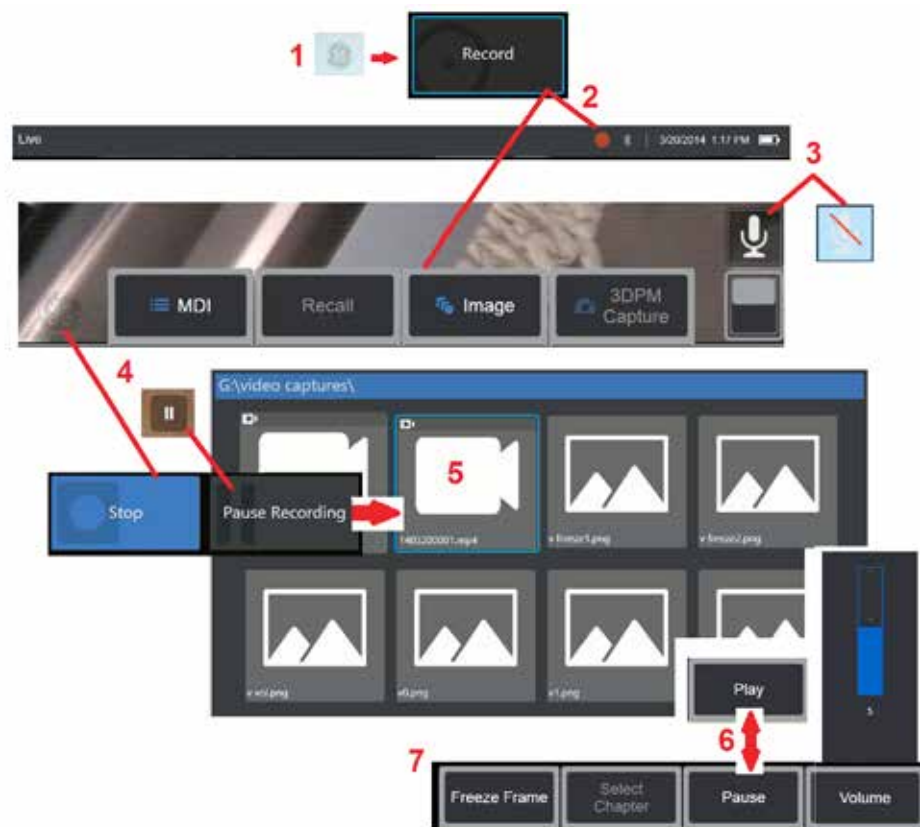 1
Record
2
Live
3/20/2014 1:17 PM
3
MDI
Recall
Image
3DPM
Capture
4
G:\video captures\
5
Stop
Pause Recording
1403200001.mp4
v freeze1.png
v freeze2.png
v0.png
v1.png
Play
5
6
7
Freeze Frame
Select
Chapter
Pause
Volume